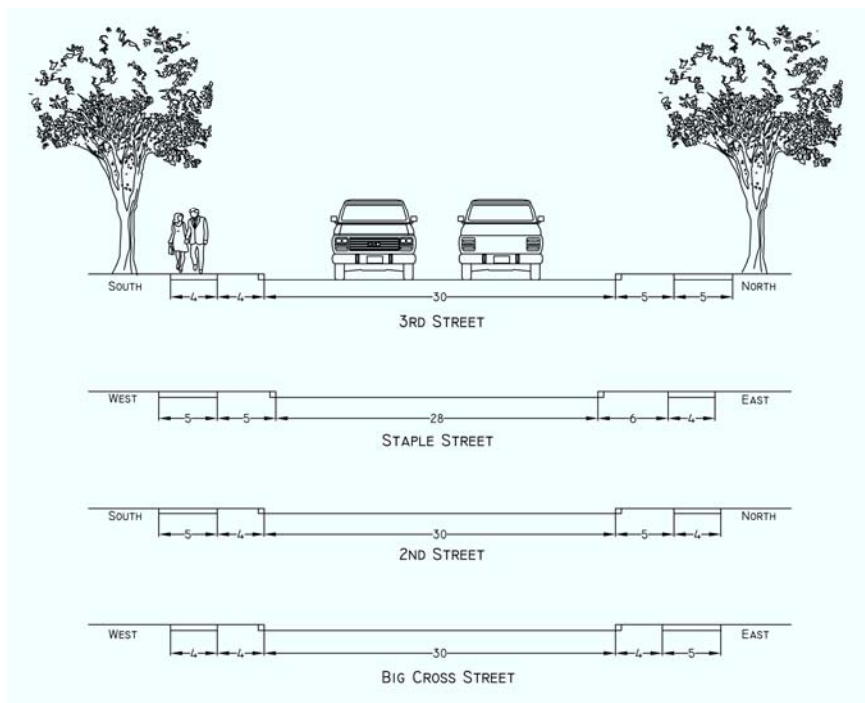 SOUTH 4 4 30 5 5 NORTH
3RD STREET
WEST 5 5 28 6 4 EAST
STAPLE STREET
SOUTH 5 4 30 5 4 NORTH
2ND STREET
WEST 4 4 30 4 5 EAST
BIG CROSS STREET